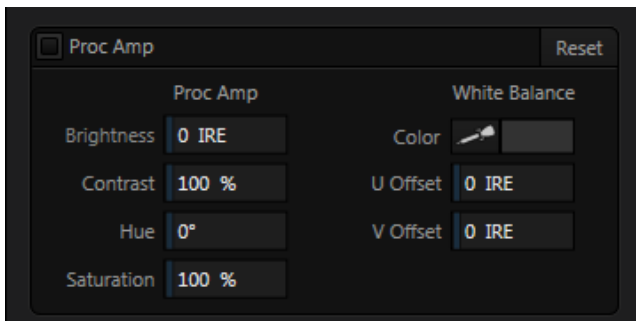 Proc Amp Reset
Proc Amp White Balance
Brightness 0 IRE Color
Contrast 100 % U Offset 0 IRE
Hue 0° V Offset 0 IRE
Saturation 100 %